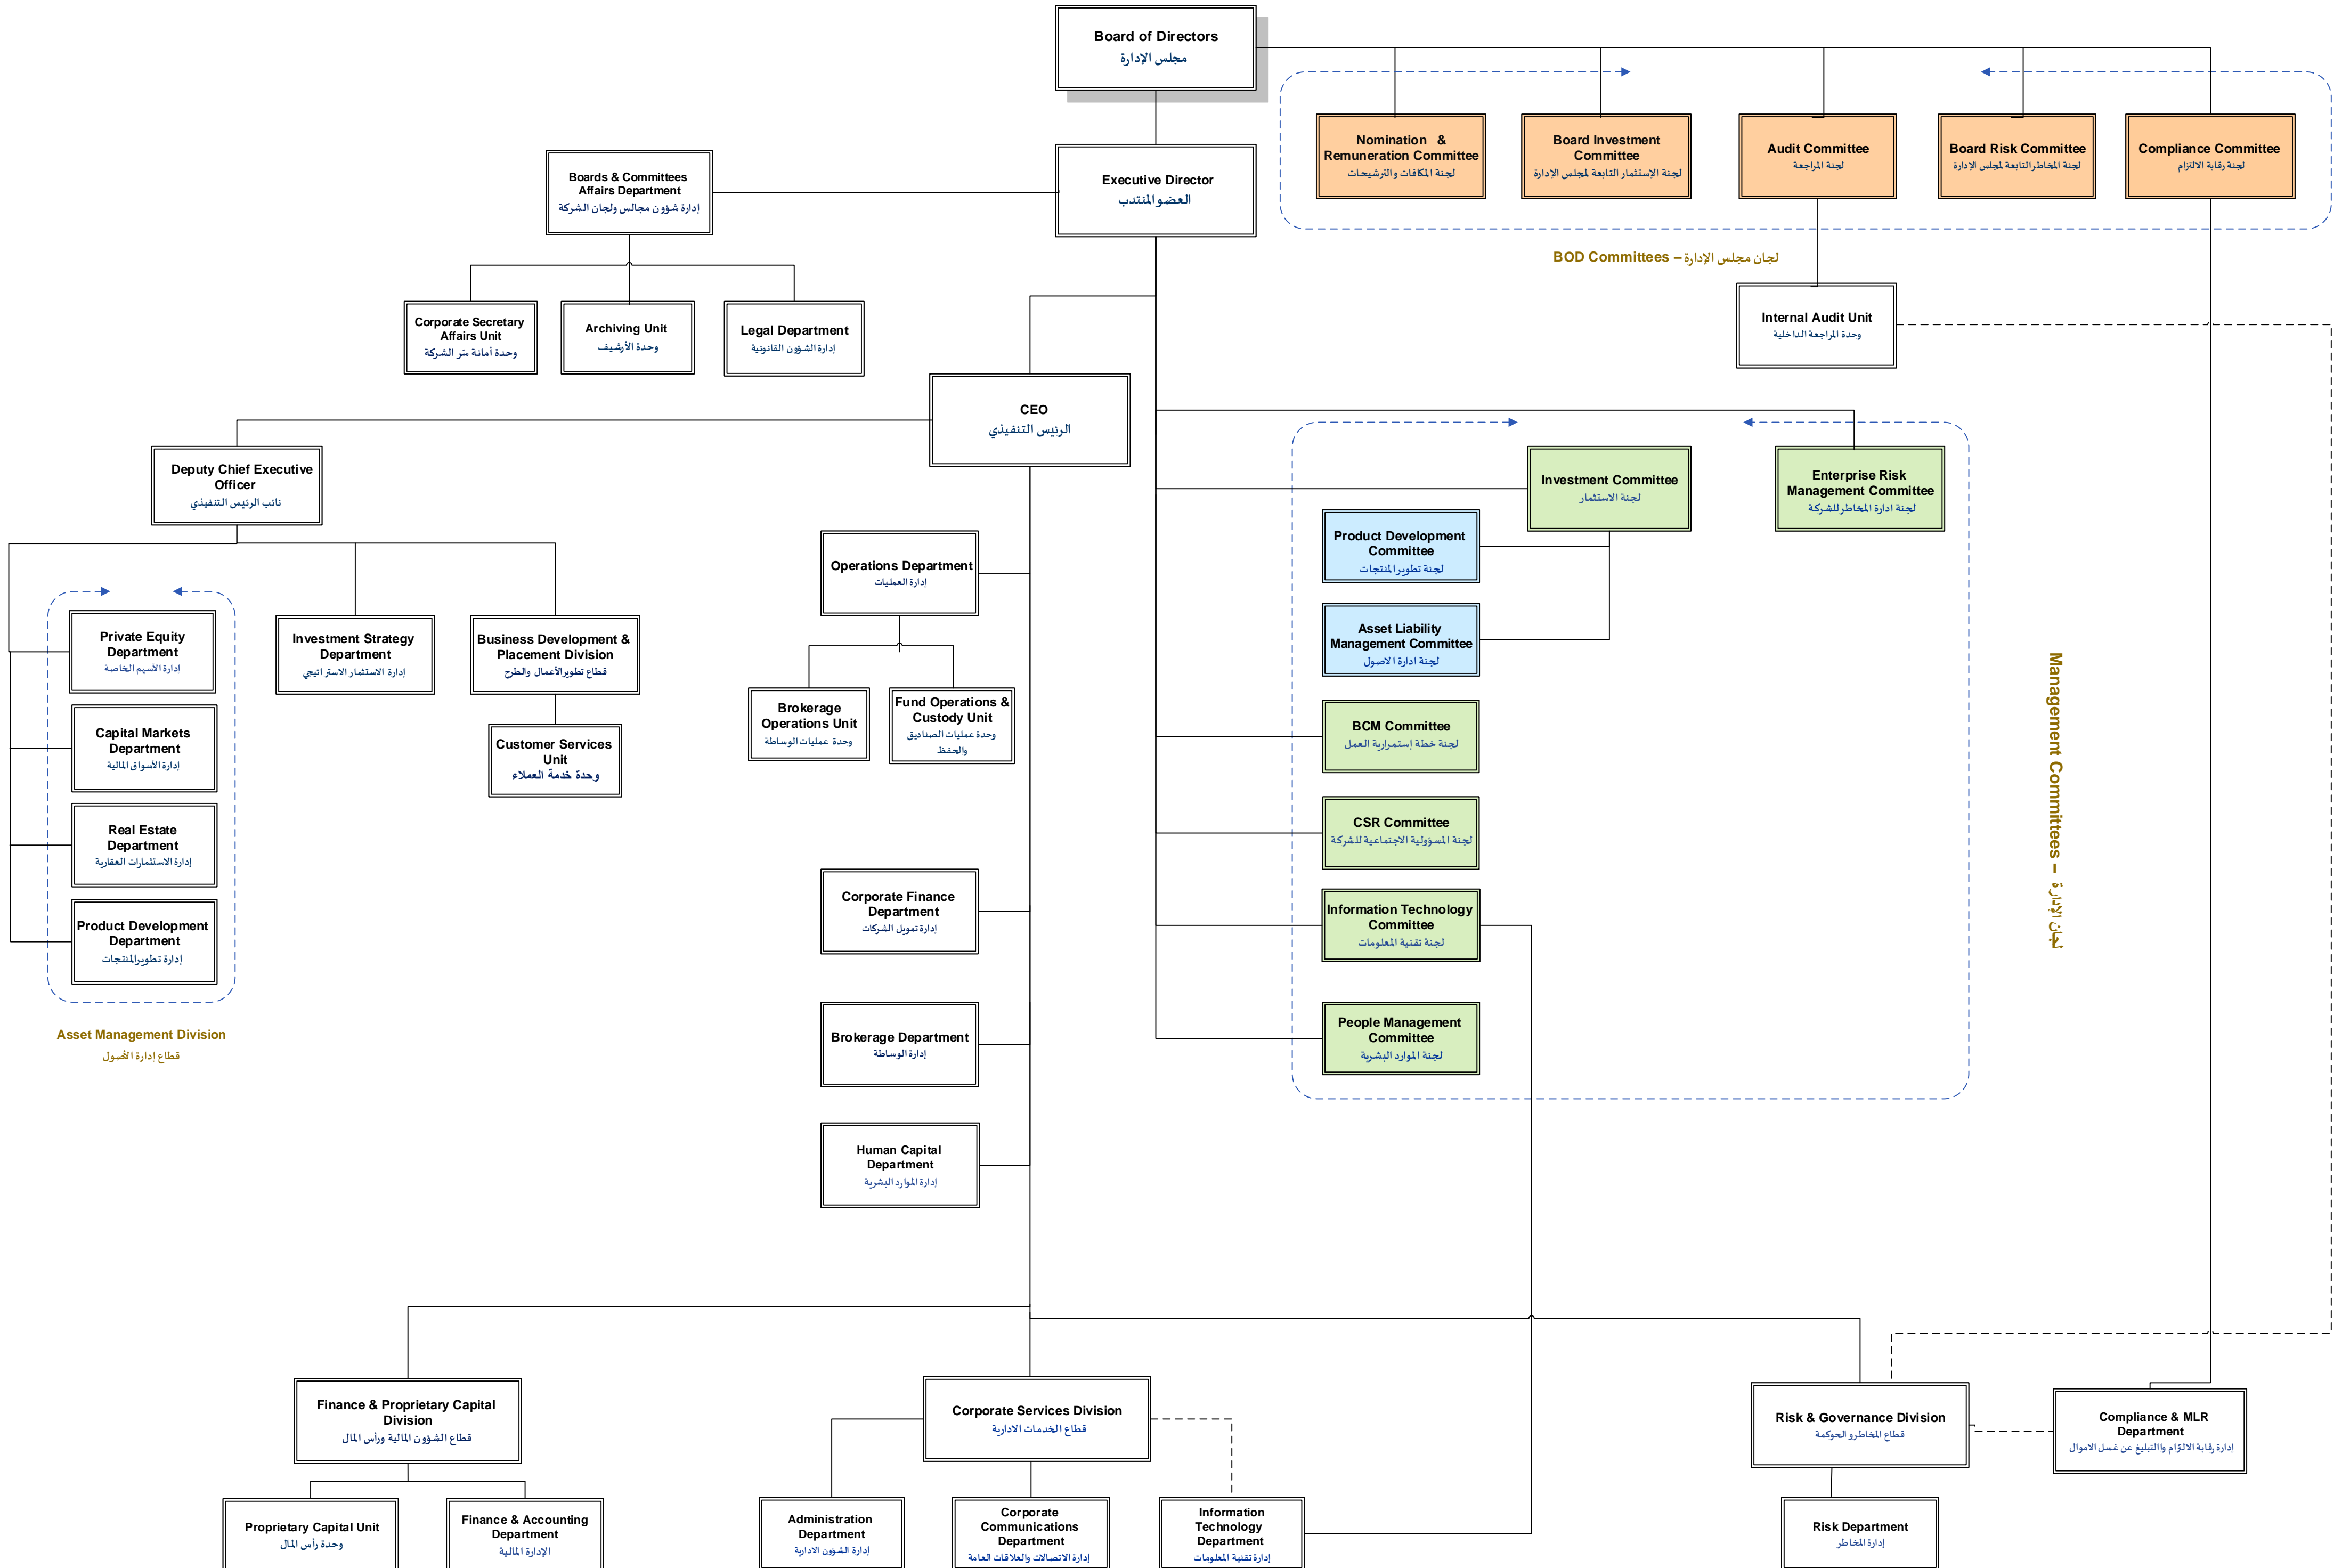 Board of Directors
مجلس الإدارة
Nomination & Remuneration Committee
لجنة المكافات والترشيحات
Board Investment Committee
لجنة الإستثمار التابعة لمجلس الإدارة
Audit Committee
لجنة المراجعة
Board Risk Committee
لجنة المخاطر التابعة لمجلس الإدارة
Compliance Committee
لجنة رقابة الالتزام
Boards & Committees
Affairs Department
إدارة شؤون مجالس ولجان الشركة
Executive Director
العضو المنتدب
BOD Committees – لجان مجلس الإدارة
Corporate Secretary
Affairs Unit
وحدة أمانة سر الشركة
Archiving Unit
وحدة الأرشيف
Legal Department
إدارة الشؤون القانونية
Internal Audit Unit
وحدة المراجعة الداخلية
CEO
الرئيس التنفيذي
Deputy Chief Executive
Officer
نائب الرئيس التنفيذي
Investment Committee
لجنة الاستثمار
Enterprise Risk
Management Committee
لجنة ادارة المخاطر للشركة
Product Development
Committee
لجنة تطوير المنتجات
Asset Liability
Management Committee
لجنة ادارة الاصول
BCM Committee
لجنة خطة إستمرارية العمل
CSR Committee
لجنة المسؤولية الاجتماعية للشركة
Information Technology
Committee
لجنة تقنية المعلومات
People Management
Committee
لجنة الموارد البشرية
Management Committees – لجان الإدارة
Private Equity
Department
إدارة الأسهم الخاصة
Capital Markets
Department
إدارة الأسواق المالية
Real Estate
Department
إدارة الاستثمارات العقارية
Product Development
Department
إدارة تطوير المنتجات
Asset Management Division
قطاع إدارة الأصول
Investment Strategy
Department
إدارة الاستثمار الاستراتيجي
Business Development &
Placement Division
قطاع تطوير الأعمال والطرح
Customer Services
Unit
وحدة خدمة العملاء
Operations Department
إدارة العمليات
Brokerage
Operations Unit
وحدة عمليات الوساطة
Fund Operations &
Custody Unit
وحدة عمليات الصناديق
والحفظ
Corporate Finance
Department
إدارة تمويل الشركات
Brokerage Department
إدارة الوساطة
Human Capital
Department
إدارة الموارد البشرية
Finance & Proprietary Capital
Division
قطاع الشؤون المالية ورأس المال
Corporate Services Division
قطاع الخدمات الادارية
Risk & Governance Division
قطاع المخاطر و الحوكمة
Compliance & MLR
Department
إدارة رقابة الالتزام واالتبليغ عن غسل الاموال
Proprietary Capital Unit
وحدة رأس المال
Finance & Accounting
Department
الإدارة المالية
Administration
Department
إدارة الشؤون الادارية
Corporate
Communications
Department
إدارة الاتصالات والعلاقات العامة
Information
Technology
Department
إدارة تقنية المعلومات
Risk Department
إدارة المخاطر